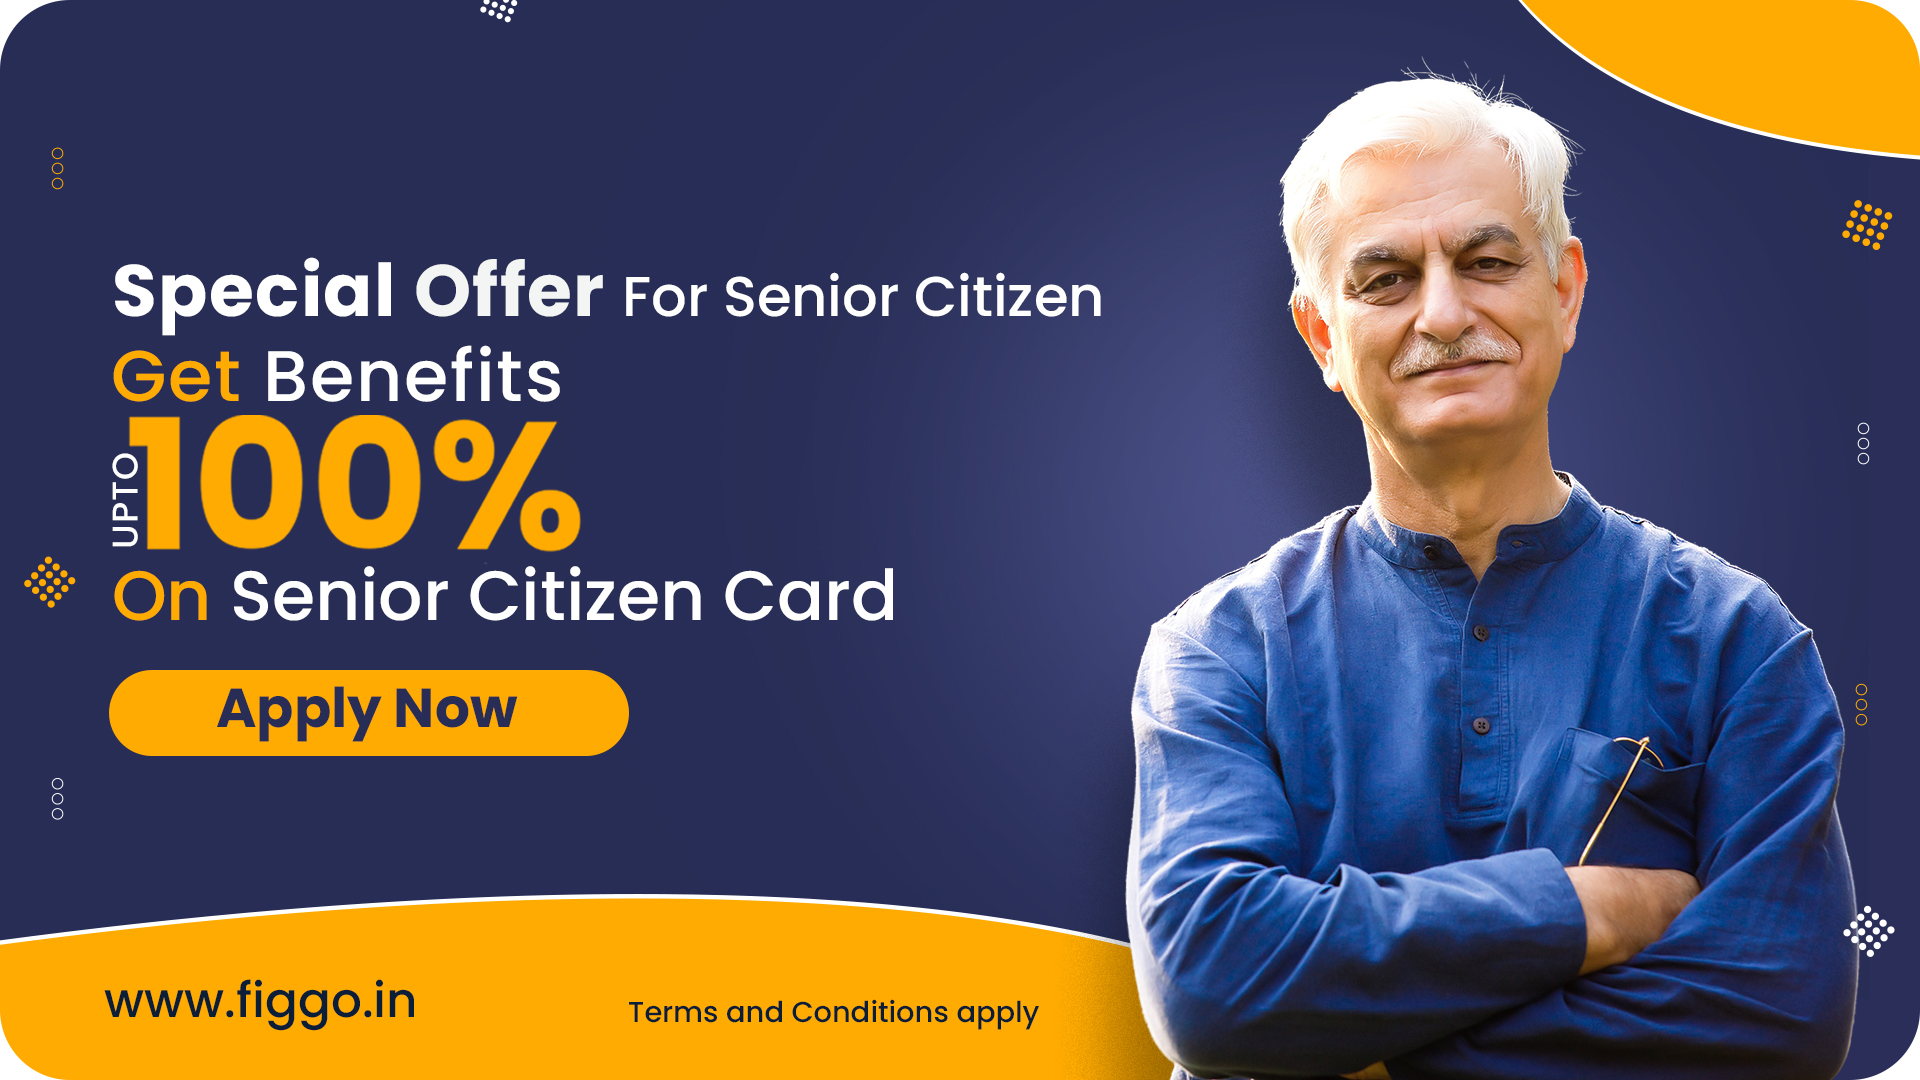 Special Offer For Senior Citizen
Get Benefits
UPTO 100%
On Senior Citizen Card
Apply Now
www.figgo.in
Terms and Conditions apply